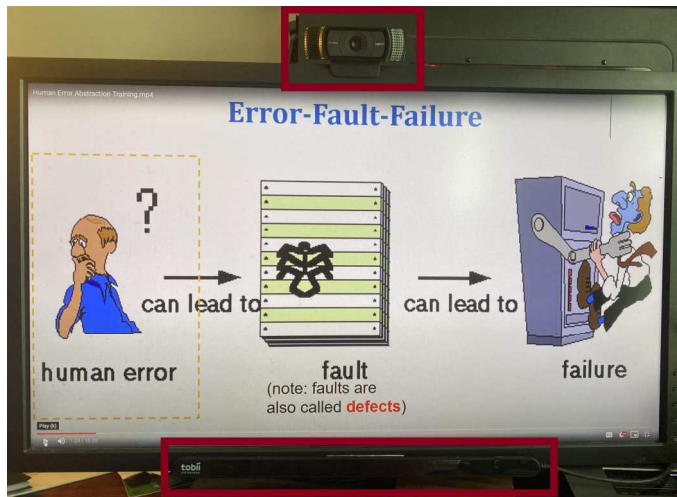 Human Error Abstraction Training.mp4
Error-Fault-Failure
?
can lead to
can lead to
human error
fault
failure
(note: faults are
also called defects)
Play (k)
tobii